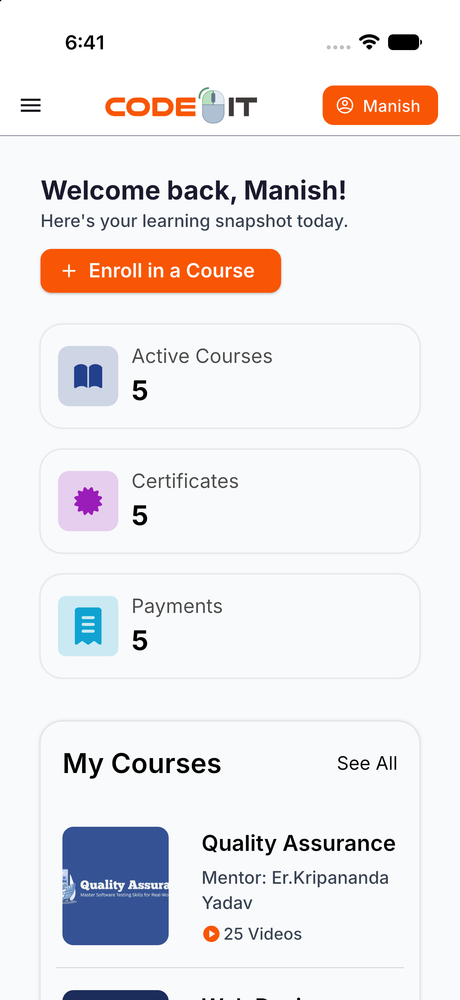 6:41
CODE IT
Manish
Welcome back, Manish!
Here's your learning snapshot today.
+ Enroll in a Course
Active Courses
5
Certificates
5
Payments
5
My Courses
See All
TEST
Quality Assura
Master Software Testing Skills for Real-Wo
Quality Assurance
Mentor: Er.Kripananda
Yadav
25 Videos